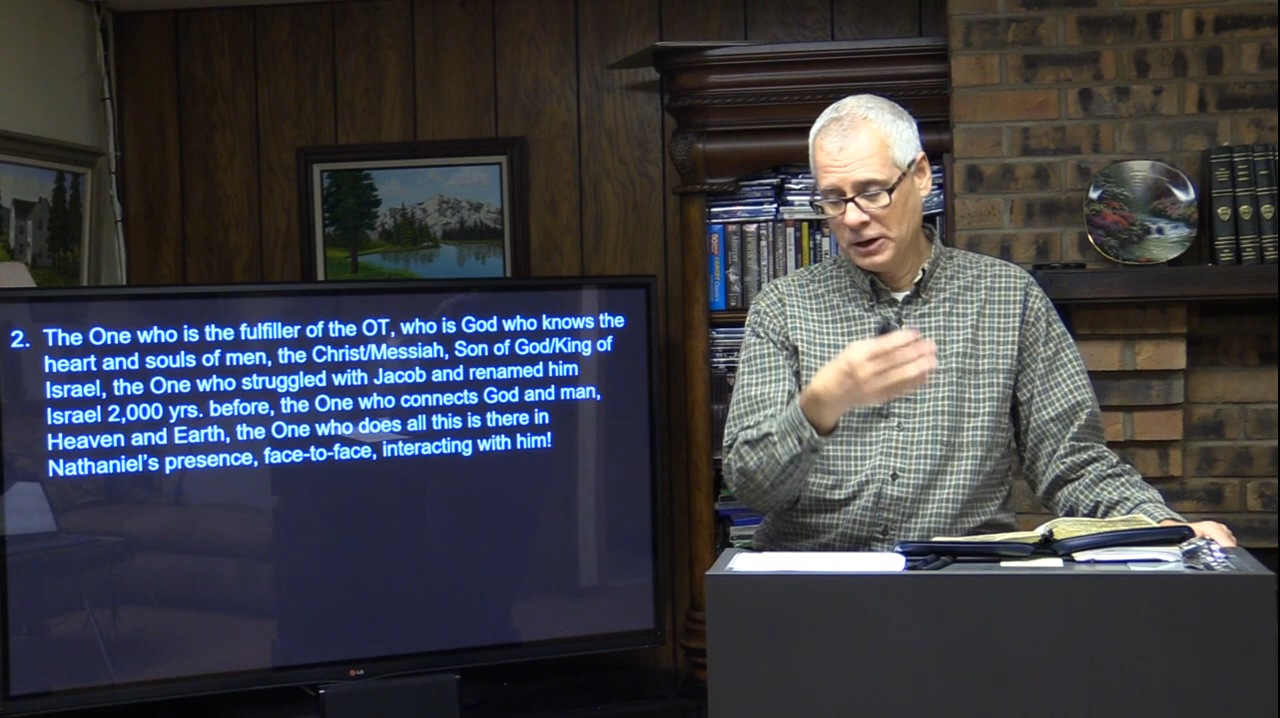 2. The One who is the fulfiller of the OT, who is God who knows the
heart and souls of men, the Christ/Messiah, Son of God/King of
Israel, the One who struggled with Jacob and renamed him
Israel 2,000 yrs. before, the One who connects God and man,
Heaven and Earth, the One who does all this is there in
Nathaniel's presence, face-to-face, interacting with him!
LG